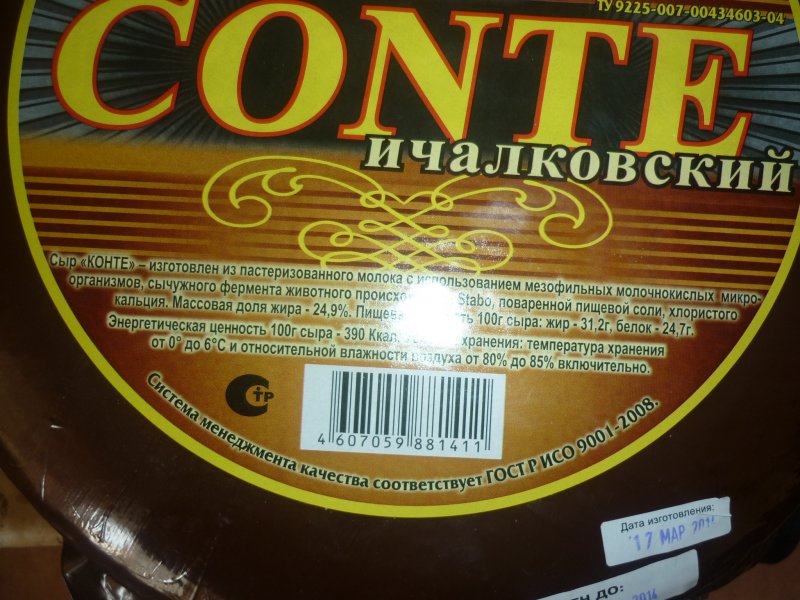 ТУ 9225-007-00434603-04
CONTE
ичалковский
Сыр «КОНТЕ» – изготовлен из пастеризованного молока с использованием мезофильных молочнокислых микро-
организмов, сычужного фермента животного Stabo, поваренной пищевой соли, хлористого
кальция. Массовая доля жира - 24,9%. 100г сыра: жир - 31,2г, белок - 24,7г.
Энергетическая ценность 100г сыра - 390 Ккал. хранения: температура хранения
от 0° до 6°С и относительной влажности воздуха от 80% до 85% включительно.
СТР
4 607059 881411
Система менеджмента качества соответствует ГОСТ Р ИСО 9001-2008.
Дата изготовления:
17 МАР
ДО:
2014